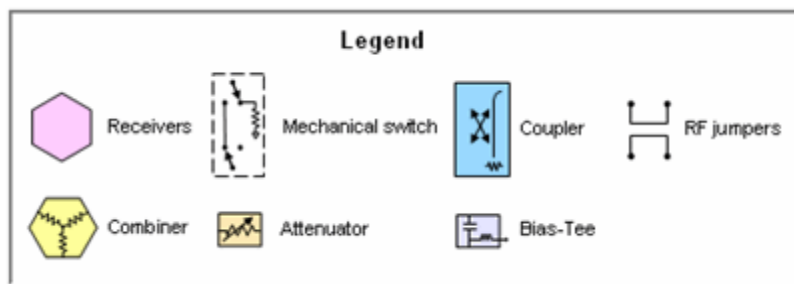 Legend
Receivers
Mechanical switch
Coupler
RF jumpers
Combiner
Attenuator
Bias-Tee